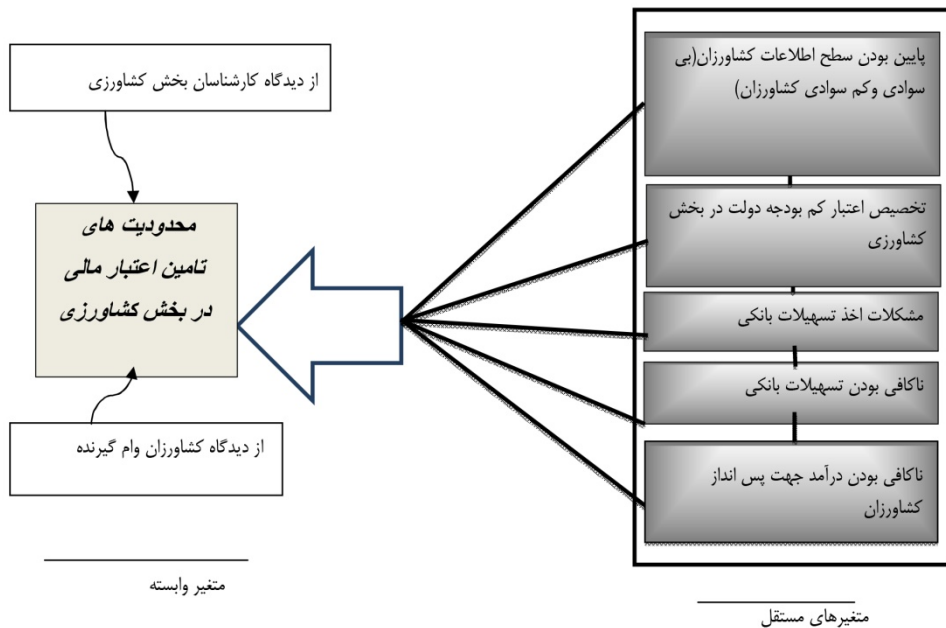 پایین بودن سطح اطلاعات کشاورزان(بی
سوادی وکم سوادی کشاورزان)
تخصیص اعتبار کم بودجه دولت در بخش
کشاورزی
مشکلات اخذ تسهیلات بانکی
ناکافی بودن تسهیلات بانکی
ناکافی بودن درآمد جهت پس انداز
کشاورزان
متغیرهای مستقل
از دیدگاه کارشناسان بخش کشاورزی
محدودیت های
تامین اعتبار مالی
در بخش کشاورزی
از دیدگاه کشاورزان وام گیرنده
متغیر وابسته